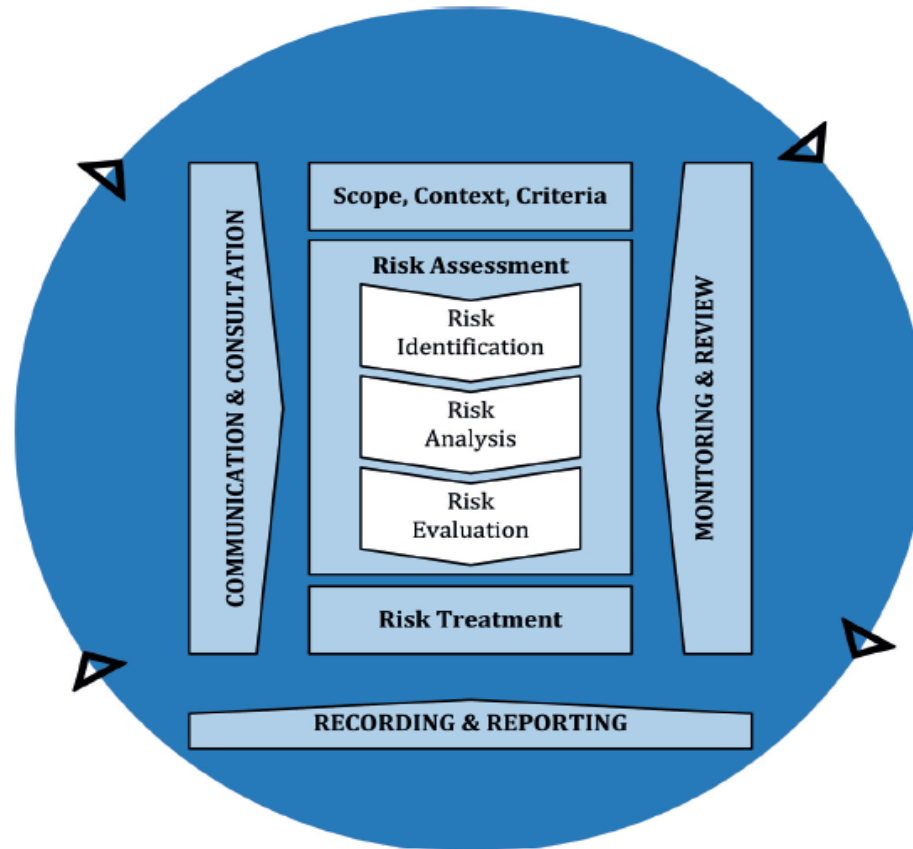 Scope, Context, Criteria
Risk Assessment
Risk
Identification
Risk
Analysis
Risk
Evaluation
Risk Treatment
COMMUNICATION & CONSULTATION
MONITORING & REVIEW
RECORDING & REPORTING